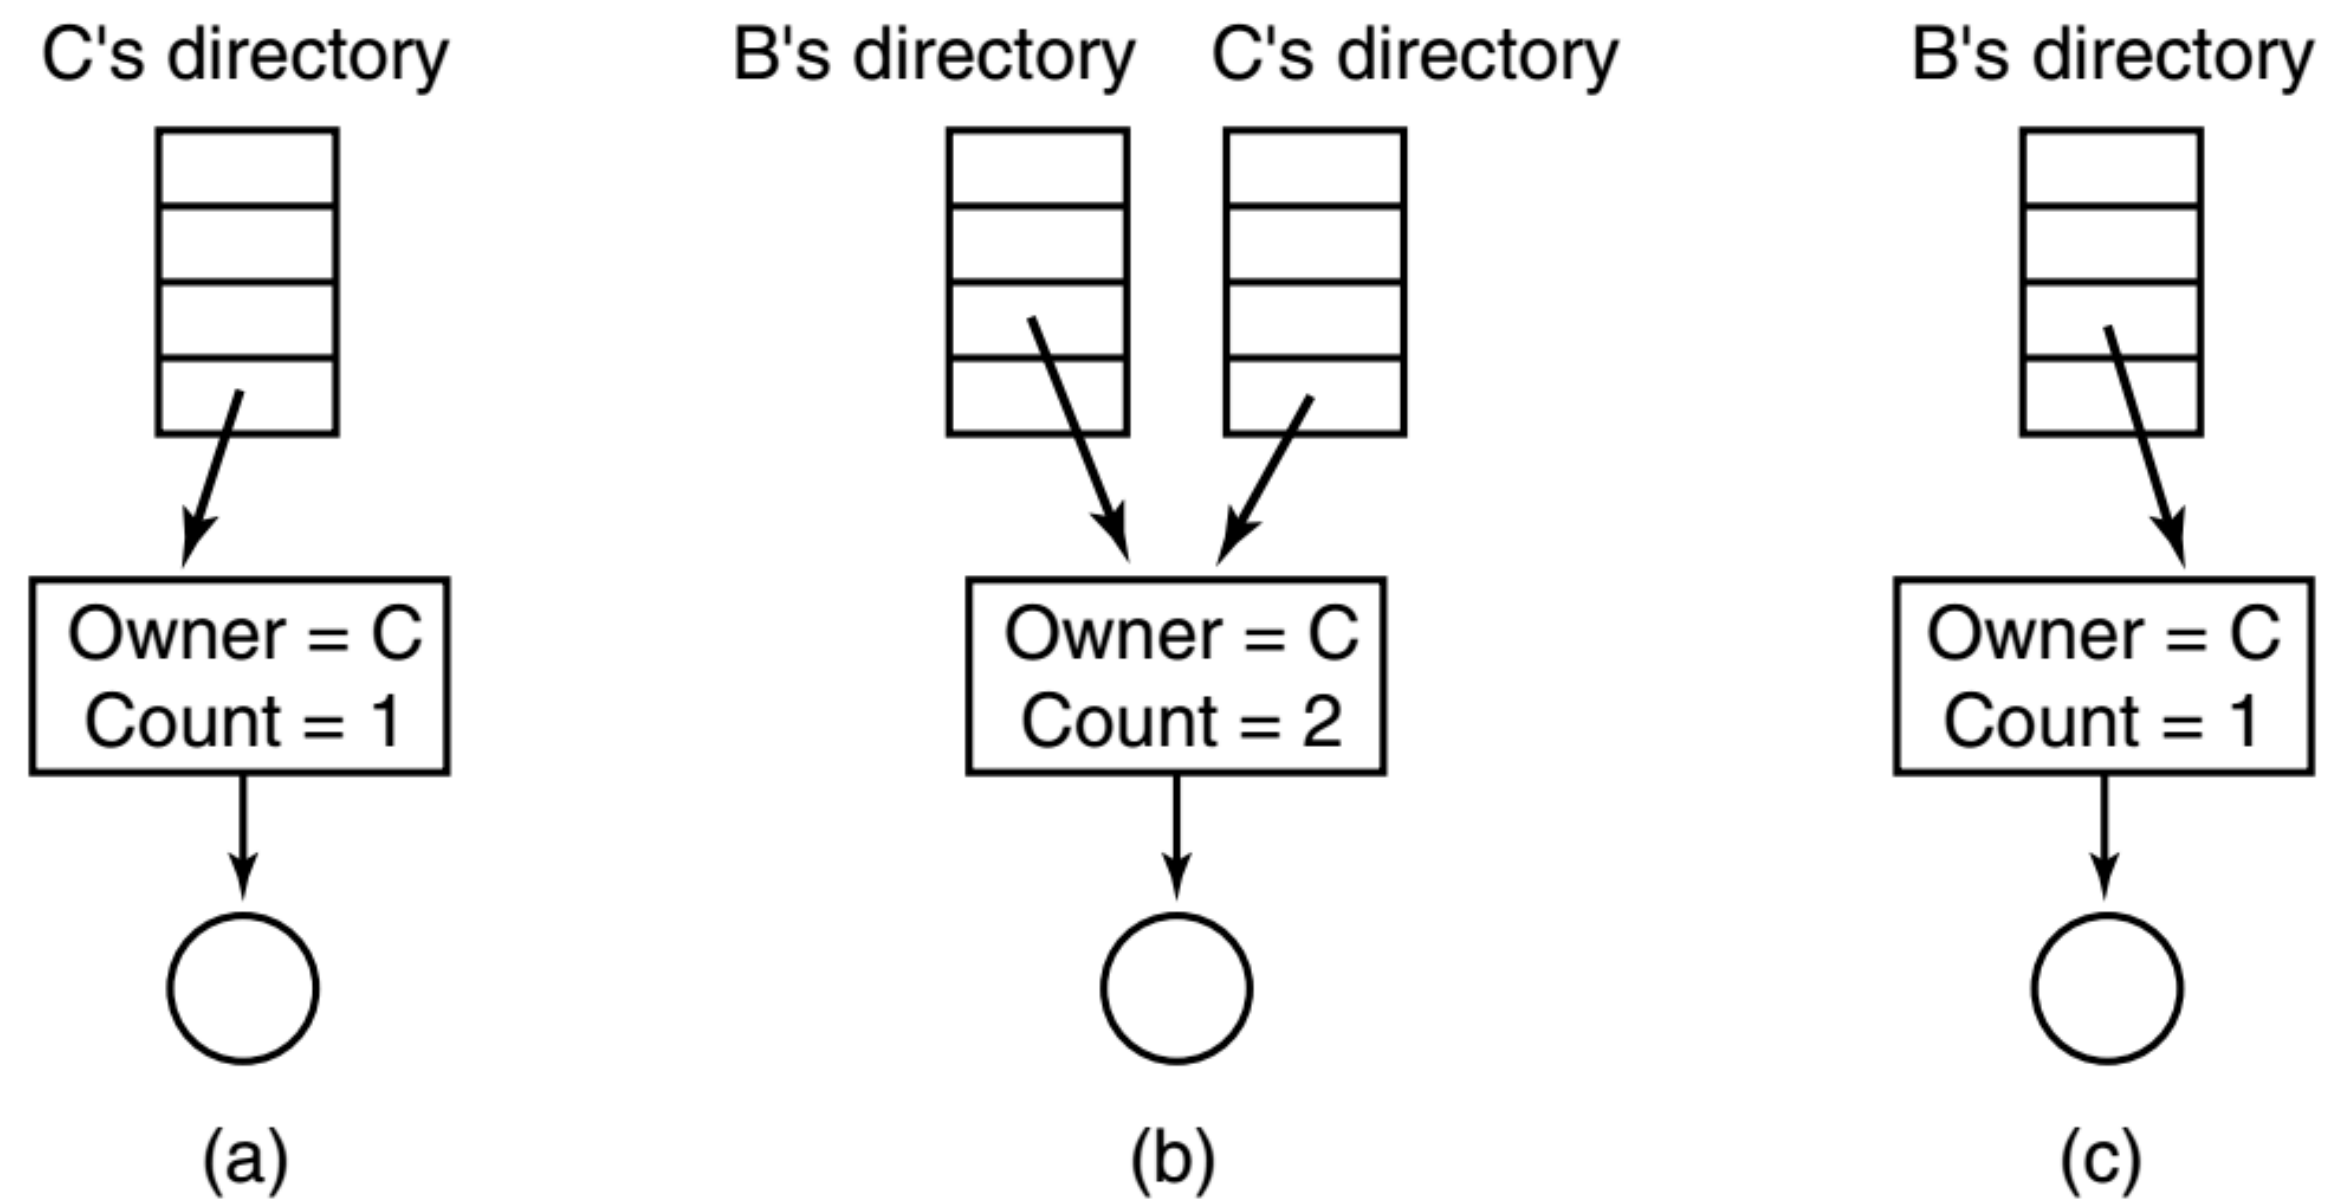 C's directory
B's directory
C's directory
B's directory
Owner = C
Count = 1
Owner = C
Count = 2
Owner = C
Count = 1
(a)
(b)
(c)